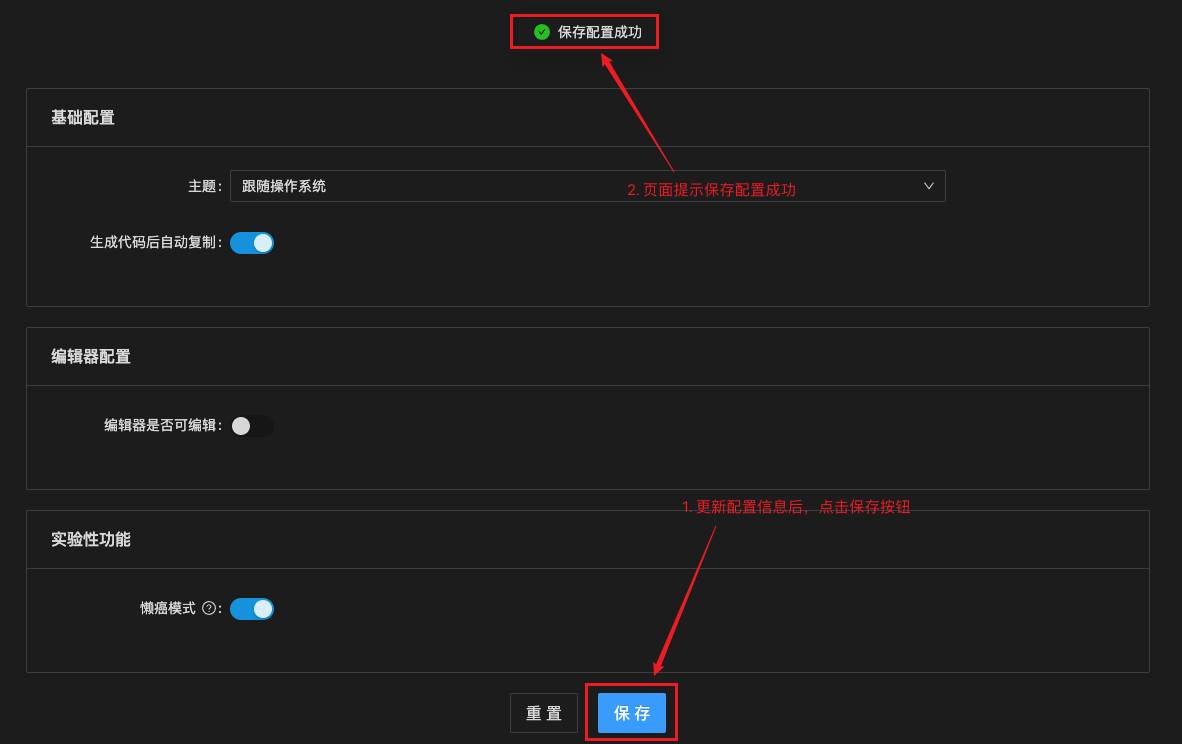 保存配置成功
基础配置
主题:
跟随操作系统
2. 页面提示保存配置成功
生成代码后自动复制:
编辑器配置
编辑器是否可编辑:
1. 更新配置信息后，点击保存按钮
实验性功能
懒癌模式 ? :
重 置
保 存